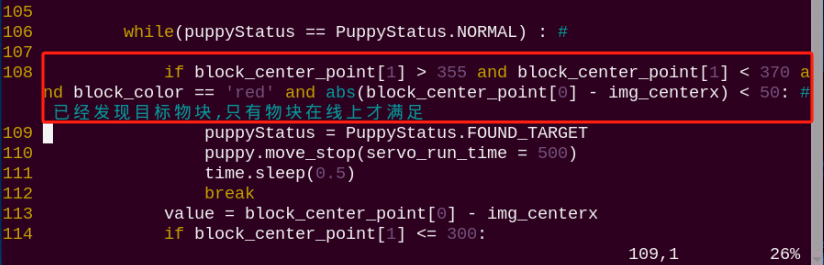 105
106         while(puppyStatus == PuppyStatus.NORMAL) : #
107
108             if block_center_point[1] > 355 and block_center_point[1] < 370 a
nd block_color == 'red' and abs(block_center_point[0] - img_centerx) < 50: #
已经发现目标物块,只有物块在线上才满足
109                 puppyStatus = PuppyStatus.FOUND_TARGET
110                 puppy.move_stop(servo_run_time = 500)
111                 time.sleep(0.5)
112                 break
113             value = block_center_point[0] - img_centerx
114             if block_center_point[1] <= 300:
109,1 26%